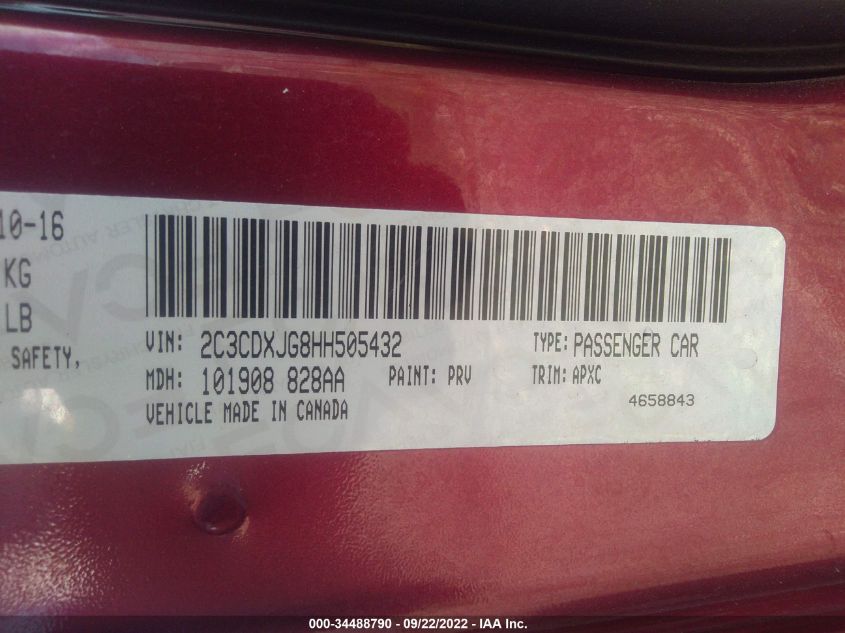 10-16
KG
LB
SAFETY,
VIN: 2C3CDXJG8HH505432 TYPE: PASSENGER CAR
MDH: 101908 828AA PAINT: PRV TRIM: APXC
VEHICLE MADE IN CANADA 4658843
000-34488790 - 09/22/2022 - IAA Inc.